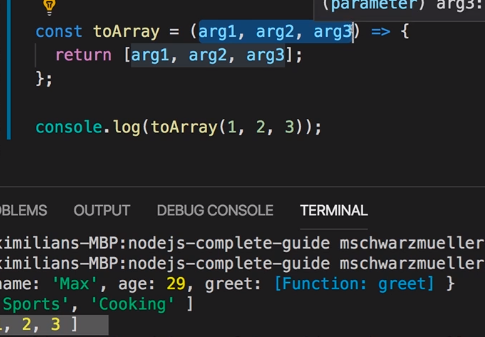 (parameter) arg3:
const toArray = (arg1, arg2, arg3) => {
return [arg1, arg2, arg3];
};
console.log(toArray(1, 2, 3));
OBLEMS OUTPUT DEBUG CONSOLE TERMINAL
ximilians-MBP:nodejs-complete-guide mschwarzmueller
ximilians-MBP:nodejs-complete-guide mschwarzmueller
name: 'Max', age: 29, greet: [Function: greet] }
Sports', 'Cooking' ]
1, 2, 3 ]